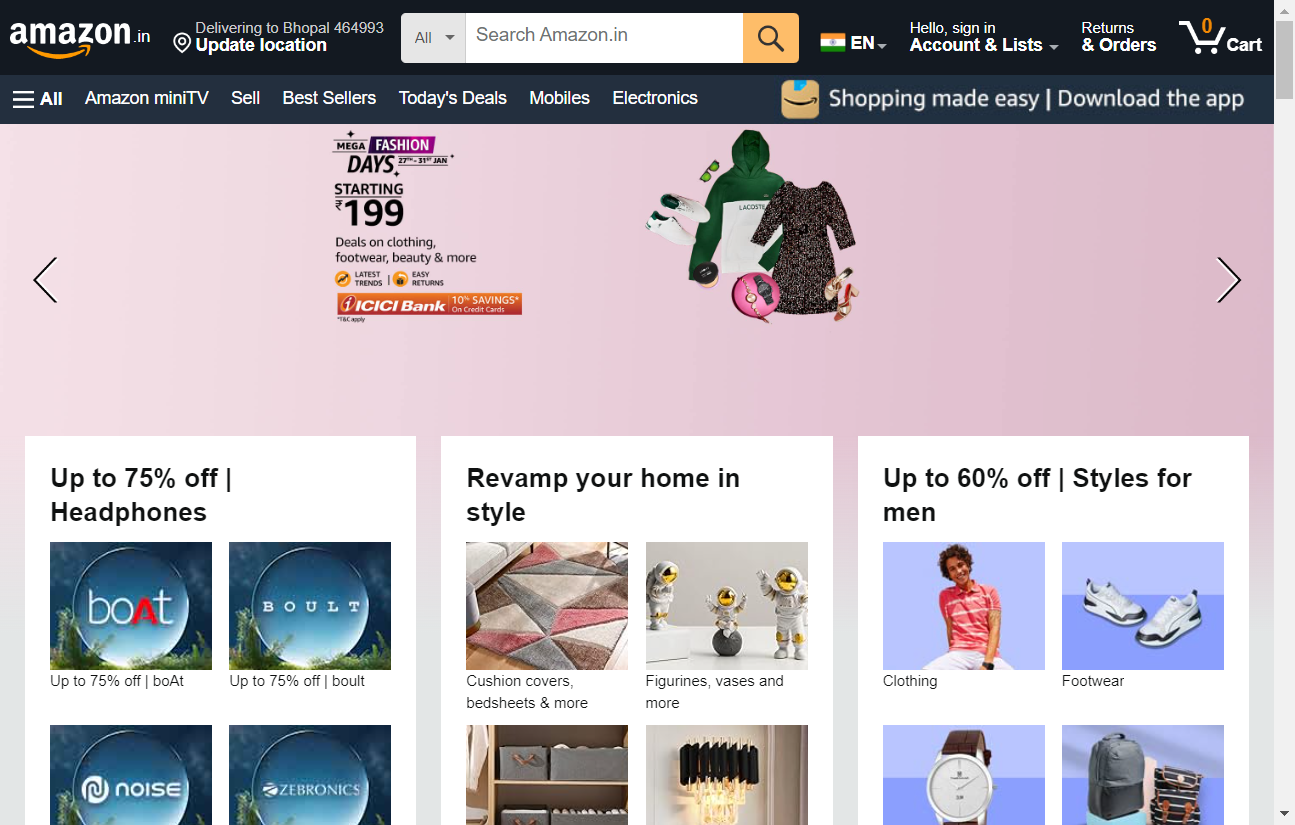 amazon.in
Delivering to Bhopal 464993
Update location
All
Search Amazon.in
EN
Hello, sign in
Account & Lists
Returns
& Orders
0
Cart
All
Amazon miniTV
Sell
Best Sellers
Today's Deals
Mobiles
Electronics
Shopping made easy | Download the app
MEGA FASHION
DAYS 27TH - 31ST JAN
STARTING
₹199
Deals on clothing,
footwear, beauty & more
LATEST
TRENDS
EASY
RETURNS
ICICI Bank
10% SAVINGS*
On Credit Cards
*T&C apply
LACOSTE
Up to 75% off |
Headphones
boAt
BOULT
Up to 75% off | boAt
Up to 75% off | boult
NOISE
ZEBRONICS
Revamp your home in
style
Cushion covers,
bedsheets & more
Figurines, vases and
more
Up to 60% off | Styles for
men
Clothing
Footwear